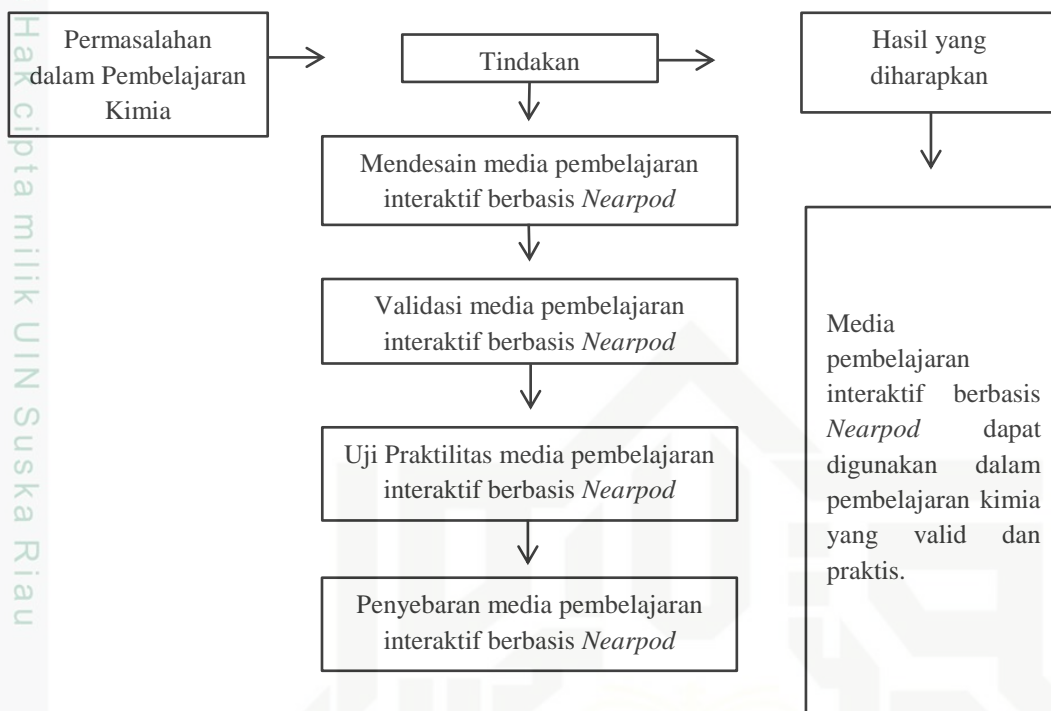 Hak cipta milik UIN Suska Riau
Permasalahan
dalam Pembelajaran
Kimia
Tindakan
Mendesain media pembelajaran
interaktif berbasis Nearpod
Validasi media pembelajaran
interaktif berbasis Nearpod
Uji Praktilitas media pembelajaran
interaktif berbasis Nearpod
Penyebaran media pembelajaran
interaktif berbasis Nearpod
Hasil yang
diharapkan
Media
pembelajaran
interaktif berbasis
Nearpod dapat
digunakan dalam
pembelajaran kimia
yang valid dan
praktis.